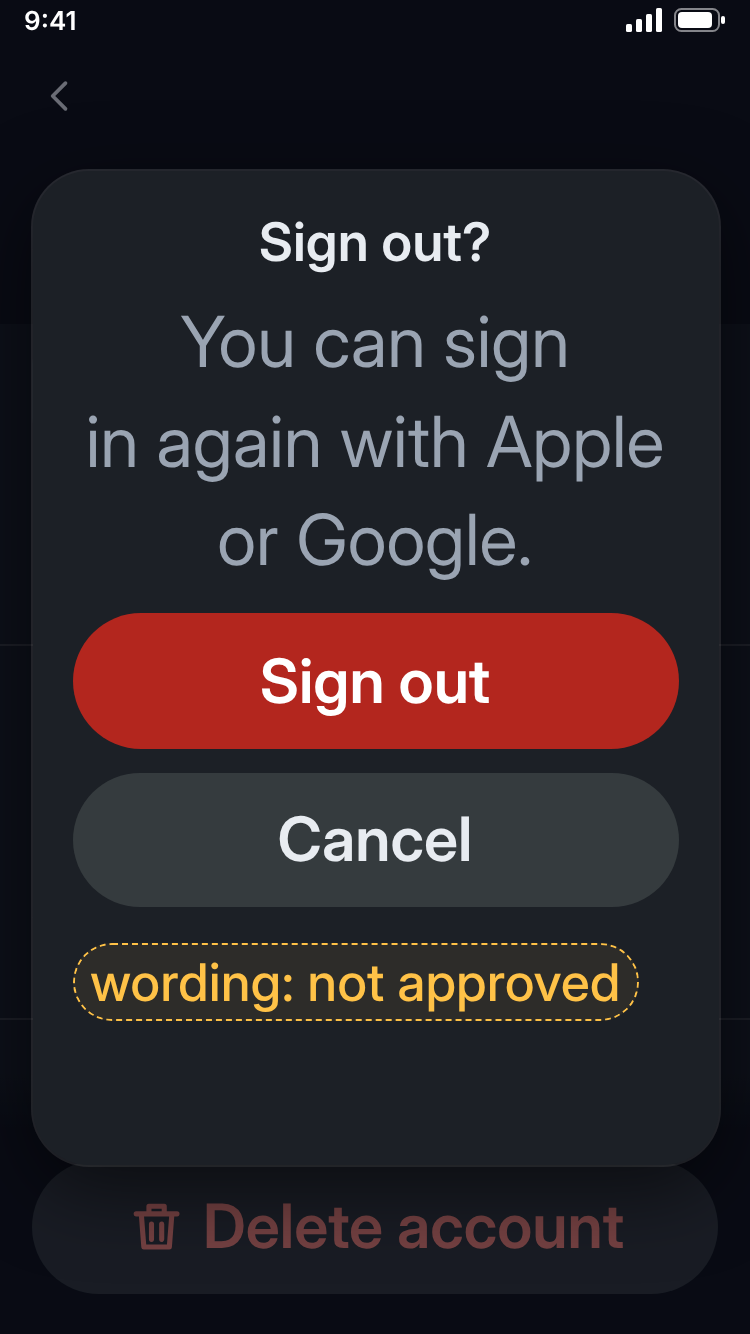 9:41
Sign out?
You can sign
in again with Apple
or Google.
Sign out
Cancel
wording: not approved
Delete account